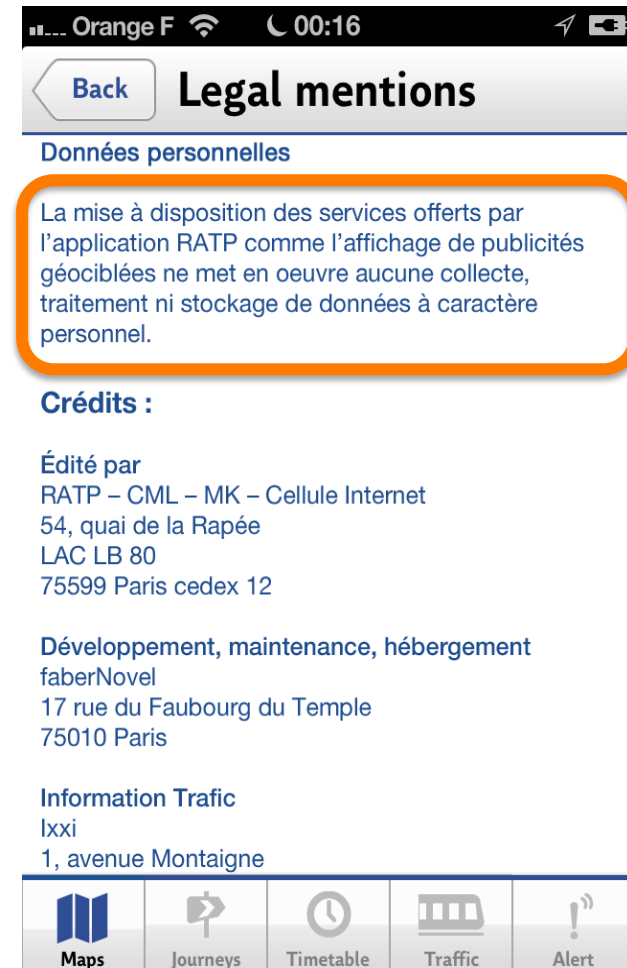 Orange F 00:16
Back Legal mentions
Données personnelles
La mise à disposition des services offerts par
l'application RATP comme l'affichage de publicités
géociblées ne met en oeuvre aucune collecte,
traitement ni stockage de données à caractère
personnel.
Crédits :
Édité par
RATP – CML – MK – Cellule Internet
54, quai de la Rapée
LAC LB 80
75599 Paris cedex 12
Développement, maintenance, hébergement
faberNovel
17 rue du Faubourg du Temple
75010 Paris
Information Trafic
Ixxi
1, avenue Montaigne
Maps Journeys Timetable Traffic Alert